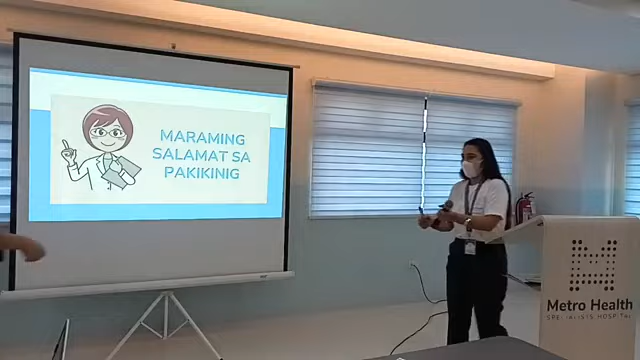 MARAMING
SALAMAT SA
PAKIKINIG
Metro Health
SPECIALISTS HOSPITAL